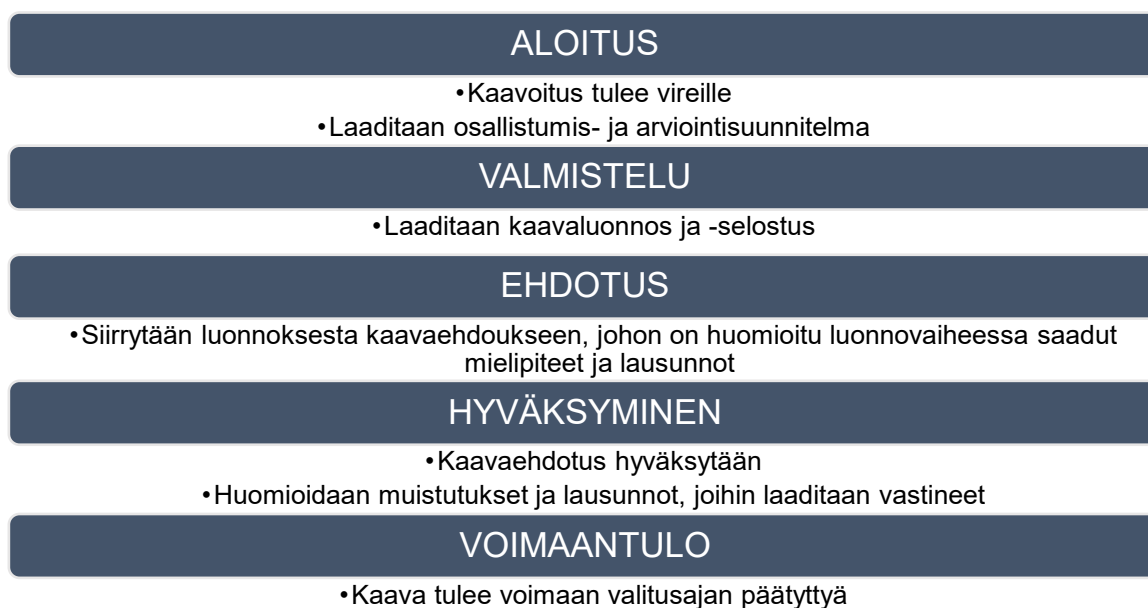 ALOITUS
•Kaavoitus tulee vireille
•Laaditaan osallistumis- ja arviointisuunnitelma
VALMISTELU
•Laaditaan kaavaluonnos ja -selostus
EHDOTUS
•Siirrytään luonnoksesta kaavaehdoukseen, johon on huomioitu luonnovaiheessa saadut
mielipiteet ja lausunnot
HYVÄKSYMINEN
•Kaavaehdotus hyväksytään
•Huomioidaan muistutukset ja lausunnot, joihin laaditaan vastineet
VOIMAANTULO
•Kaava tulee voimaan valitusajan päätyttyä